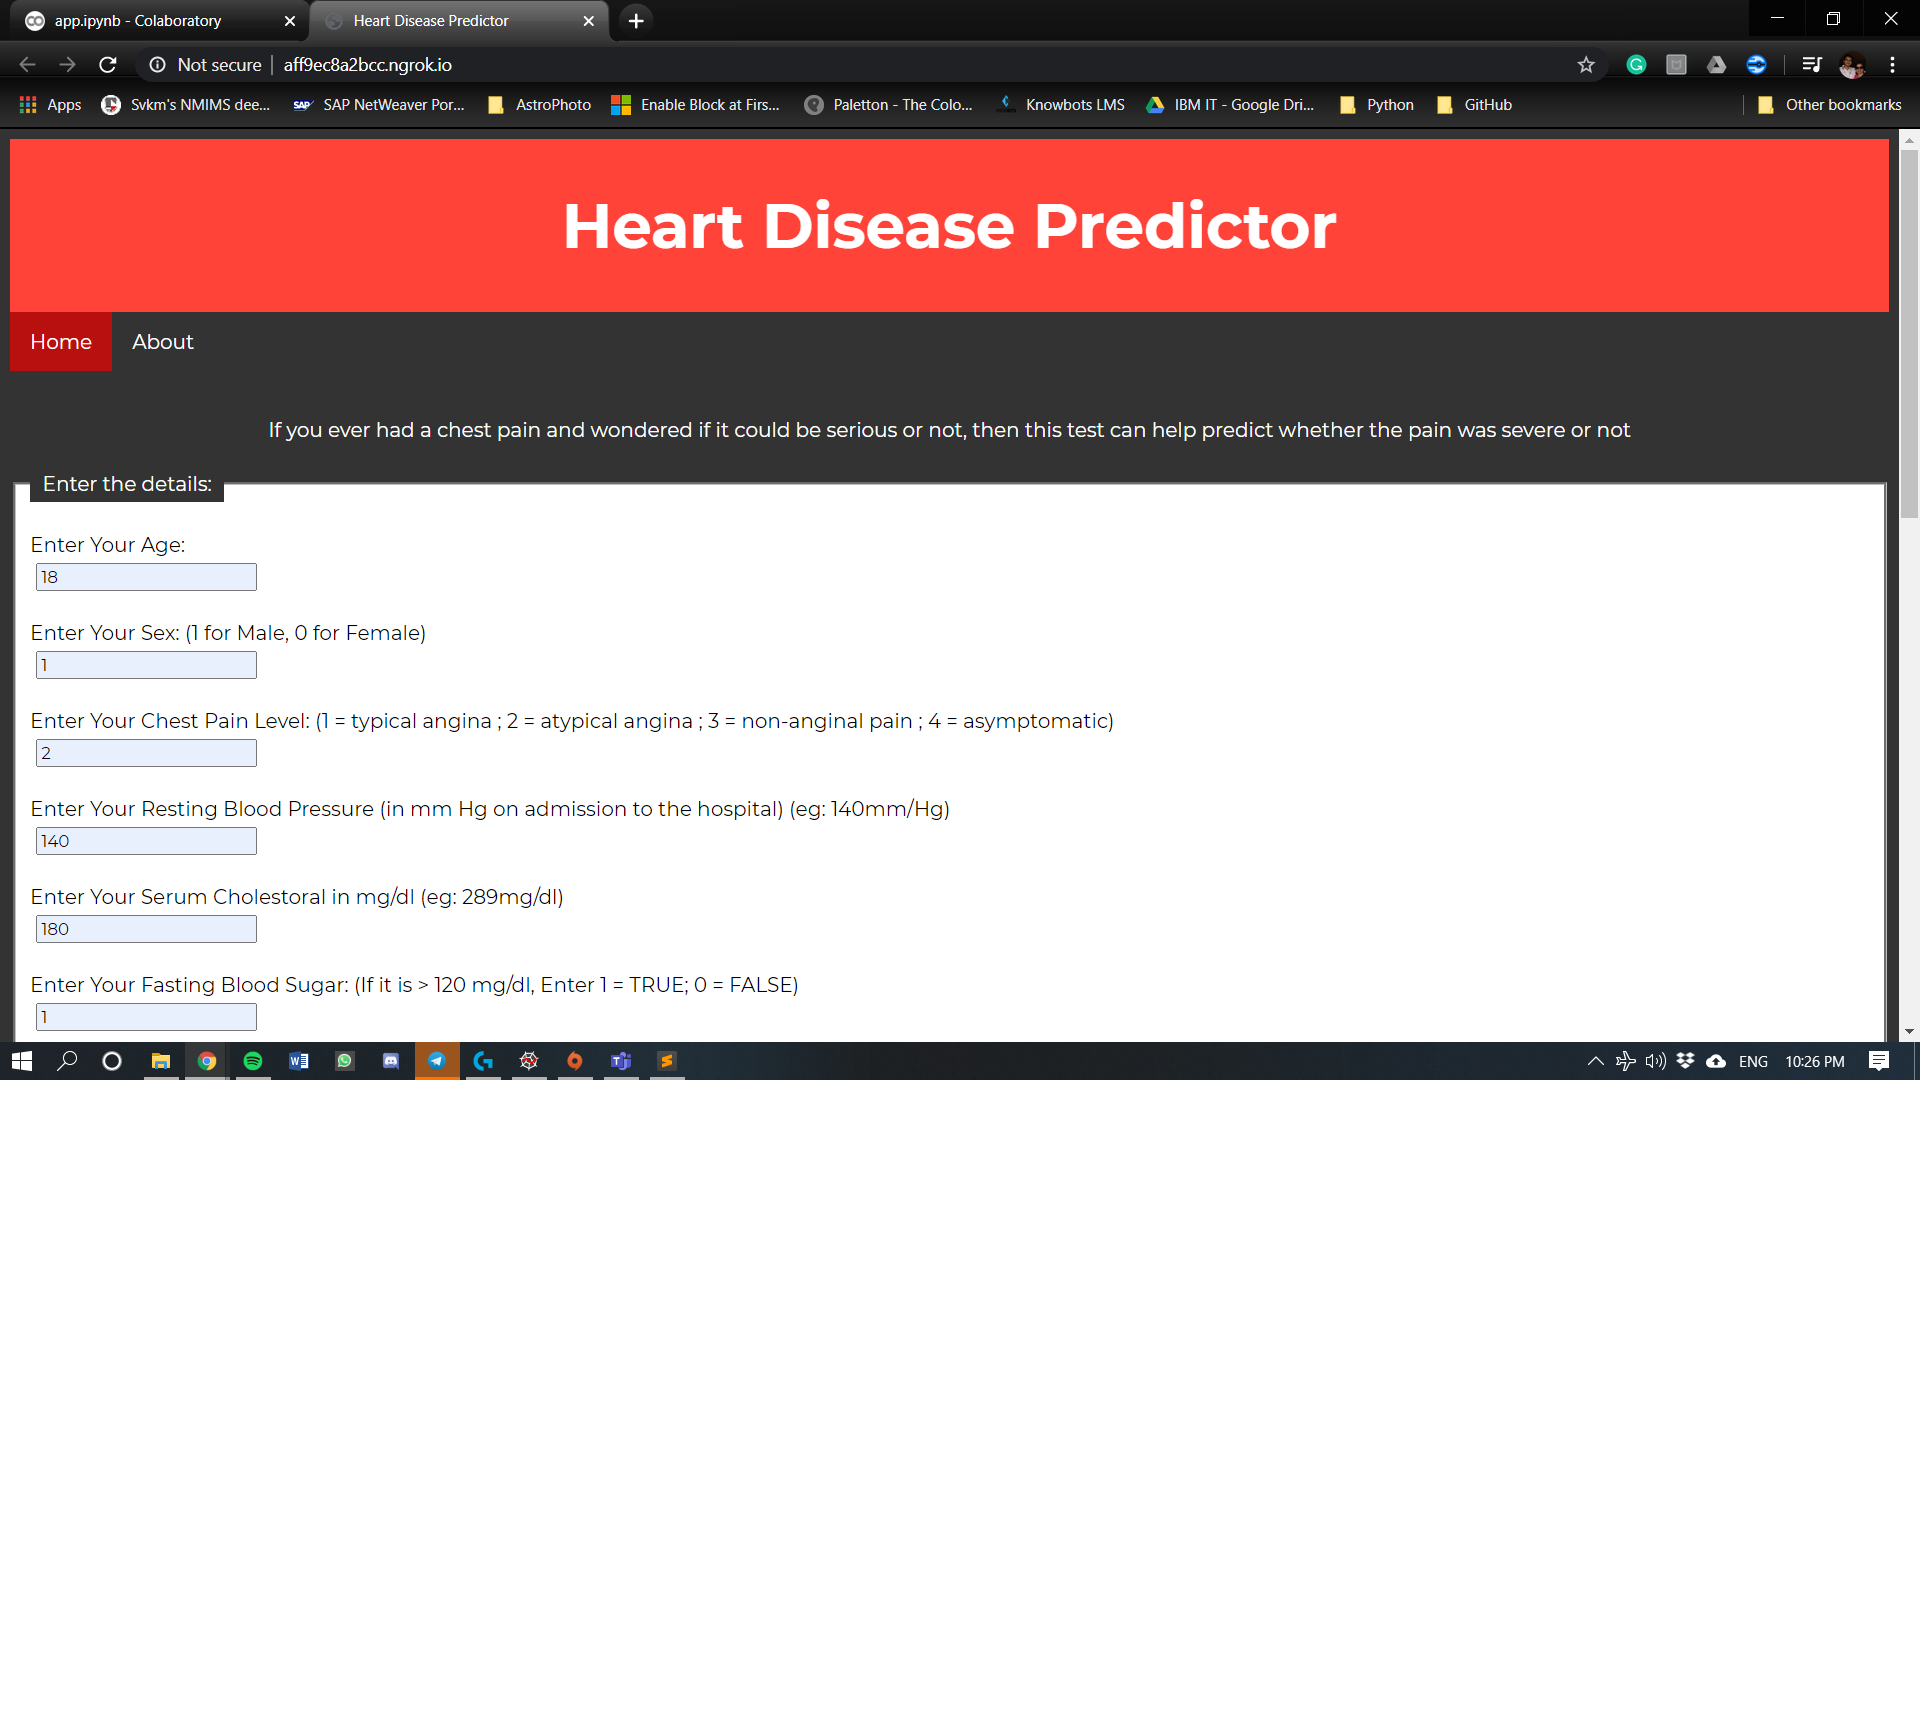 app.ipynb - Colaboratory
Heart Disease Predictor
Not secure
aff9ec8a2bcc.ngrok.io
Apps
Svkm's NMIMS dee...
SAP NetWeaver Por...
AstroPhoto
Enable Block at Firs...
Paletton - The Colo...
Knowbots LMS
IBM IT - Google Dri...
Python
GitHub
Other bookmarks
Heart Disease Predictor
Home
About
If you ever had a chest pain and wondered if it could be serious or not, then this test can help predict whether the pain was severe or not
Enter the details:
Enter Your Age:
18
Enter Your Sex: (1 for Male, 0 for Female)
1
Enter Your Chest Pain Level: (1 = typical angina ; 2 = atypical angina ; 3 = non-anginal pain ; 4 = asymptomatic)
2
Enter Your Resting Blood Pressure (in mm Hg on admission to the hospital) (eg: 140mm/Hg)
140
Enter Your Serum Cholestoral in mg/dl (eg: 289mg/dl)
180
Enter Your Fasting Blood Sugar: (If it is > 120 mg/dl, Enter 1 = TRUE; 0 = FALSE)
1
ENG
10:26 PM